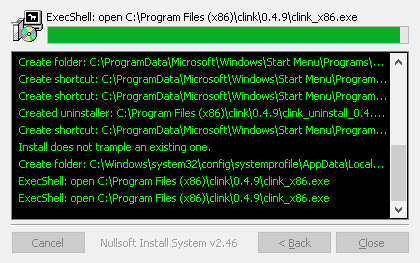 ExecShell: open C:\Program Files (x86)\clink\0.4.9\clink_x86.exe
Create folder: C:\ProgramData\Microsoft\Windows\Start Menu\Programs\...
Create shortcut: C:\ProgramData\Microsoft\Windows\Start Menu\Program...
Create shortcut: C:\ProgramData\Microsoft\Windows\Start Menu\Program...
Created uninstaller: C:\Program Files (x86)\clink\0.4.9\clink_uninstall_0.4....
Create shortcut: C:\ProgramData\Microsoft\Windows\Start Menu\Program...
Install does not trample an existing one.
Create folder: C:\Windows\system32\config\systemprofile\AppData\Local...
ExecShell: open C:\Program Files (x86)\clink\0.4.9\clink_x86.exe
ExecShell: open C:\Program Files (x86)\clink\0.4.9\clink_x86.exe
Cancel Nullsoft Install System v2.46 < Back Close